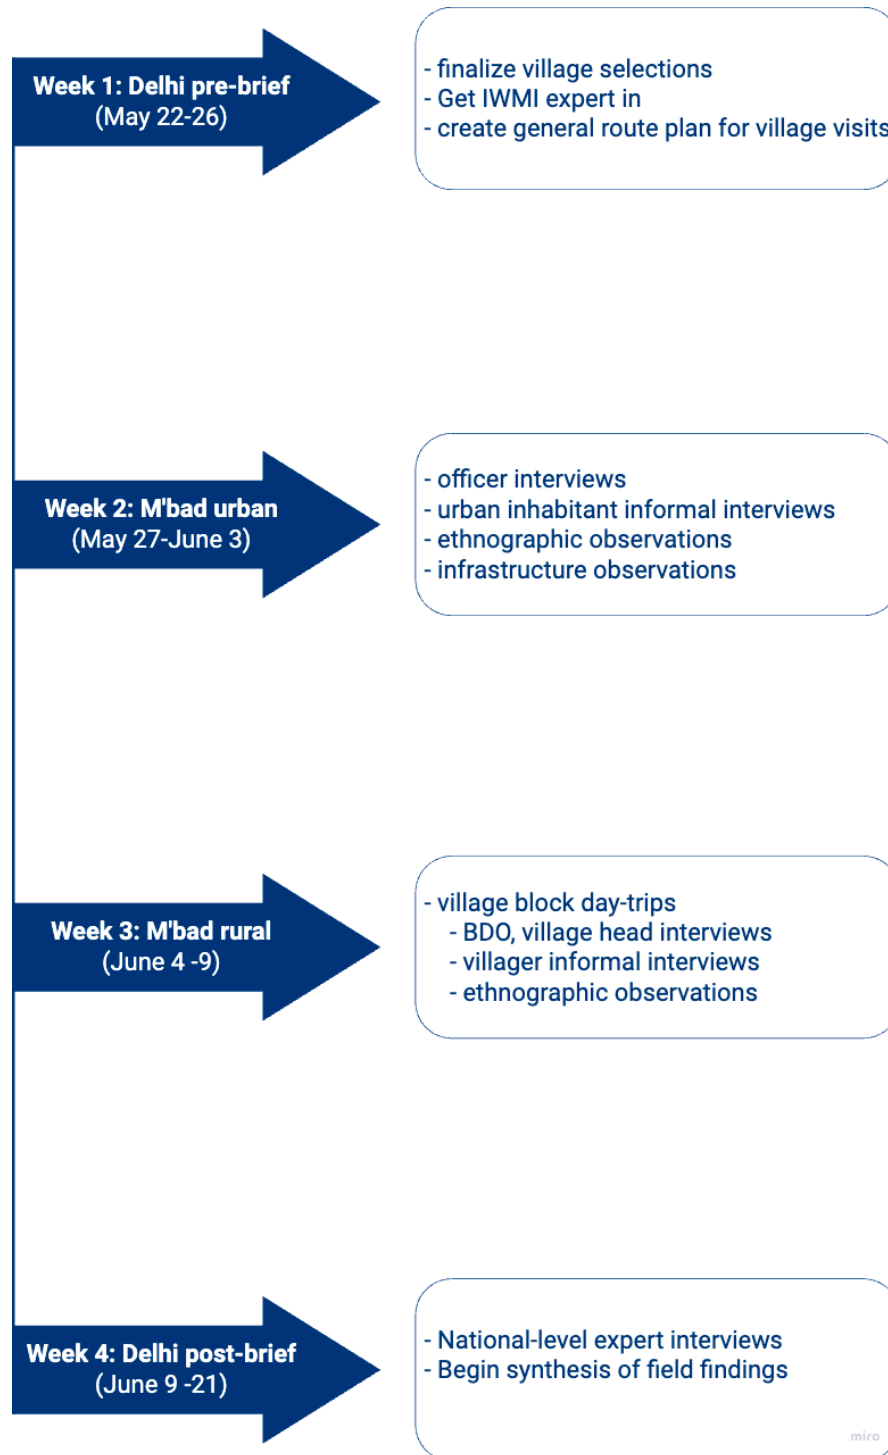 Week 1: Delhi pre-brief
(May 22-26)
- finalize village selections
- Get IWMI expert in
- create general route plan for village visits
Week 2: M'bad urban
(May 27-June 3)
- officer interviews
- urban inhabitant informal interviews
- ethnographic observations
- infrastructure observations
Week 3: M'bad rural
(June 4 -9)
- village block day-trips
- BDO, village head interviews
- villager informal interviews
- ethnographic observations
Week 4: Delhi post-brief
(June 9 -21)
- National-level expert interviews
- Begin synthesis of field findings
miro